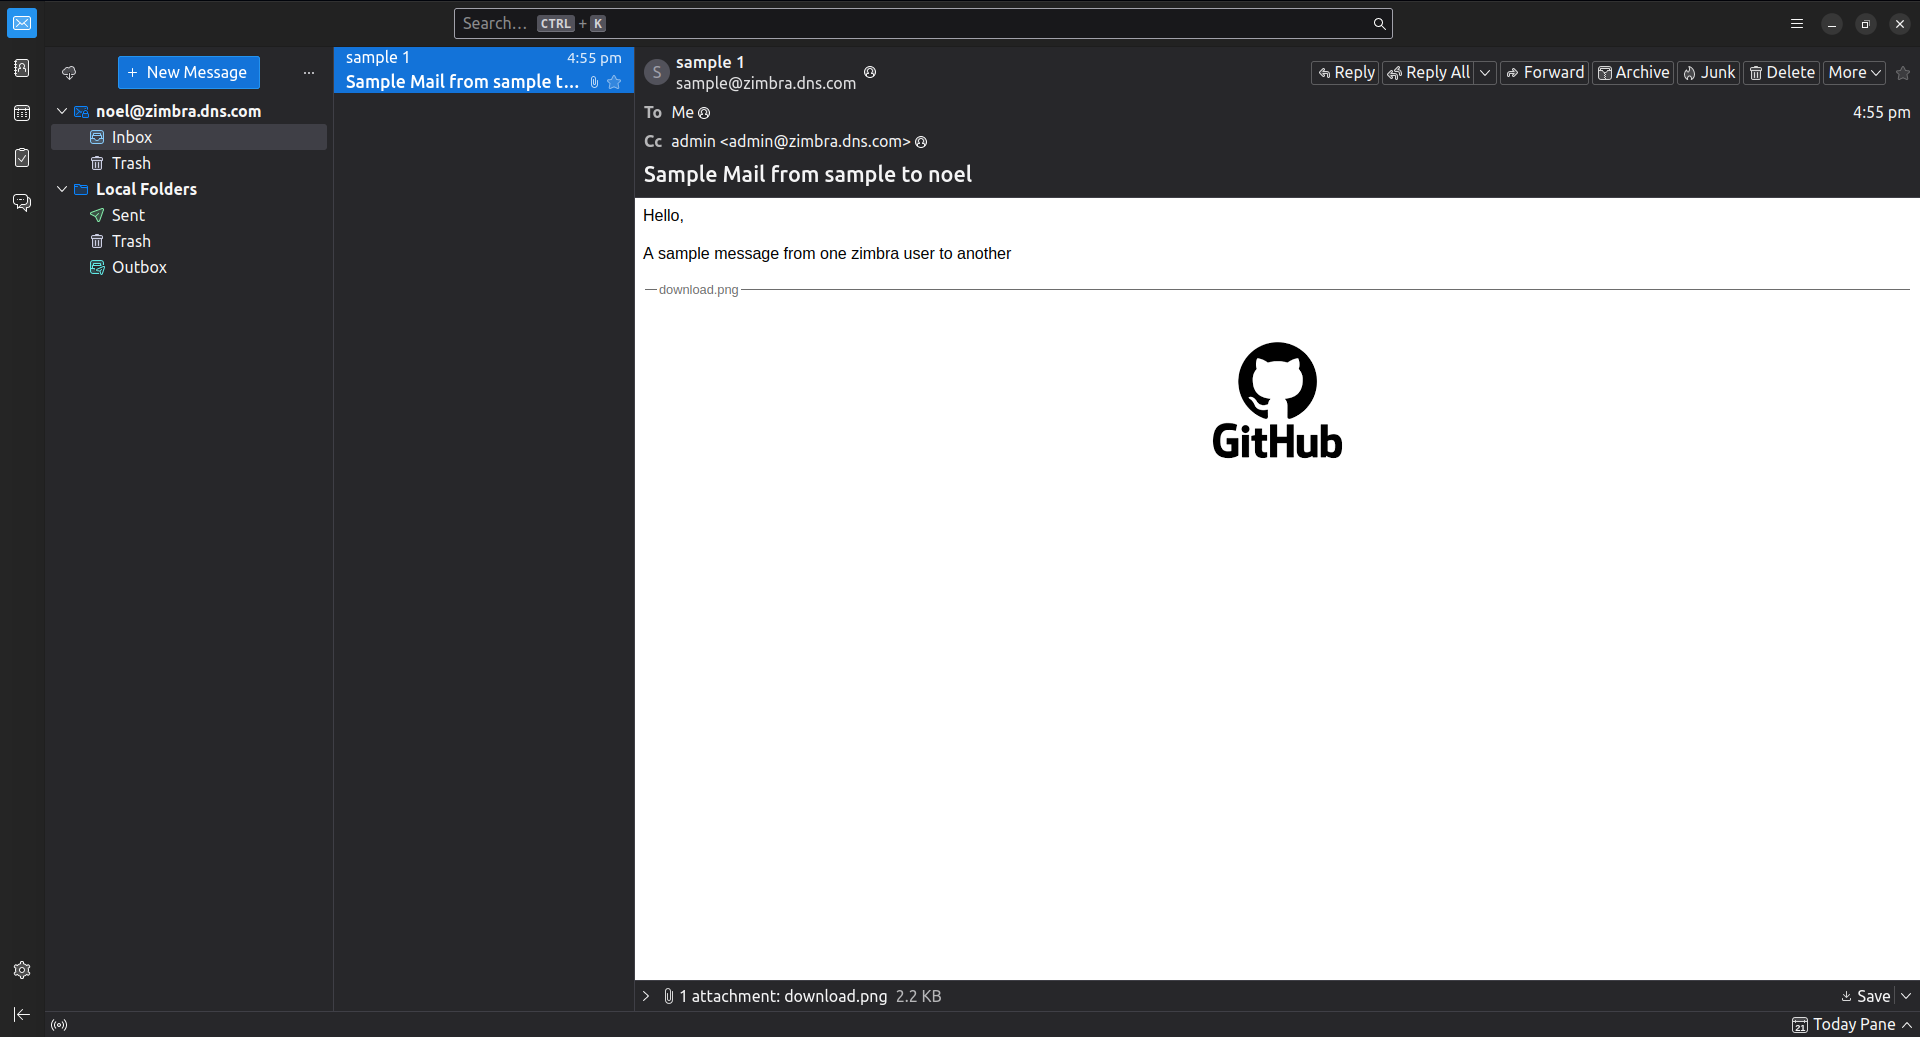 Search... CTRL + K
+ New Message ...
noel@zimbra.dns.com
Inbox
Trash
Local Folders
Sent
Trash
Outbox
sample 1 4:55 pm
Sample Mail from sample t...
S
sample 1
sample@zimbra.dns.com
Reply Reply All Forward Archive Junk Delete More
To Me 4:55 pm
Cc admin <admin@zimbra.dns.com>
Sample Mail from sample to noel
Hello,
A sample message from one zimbra user to another
download.png
GitHub
1 attachment: download.png 2.2 KB
Save
21 Today Pane